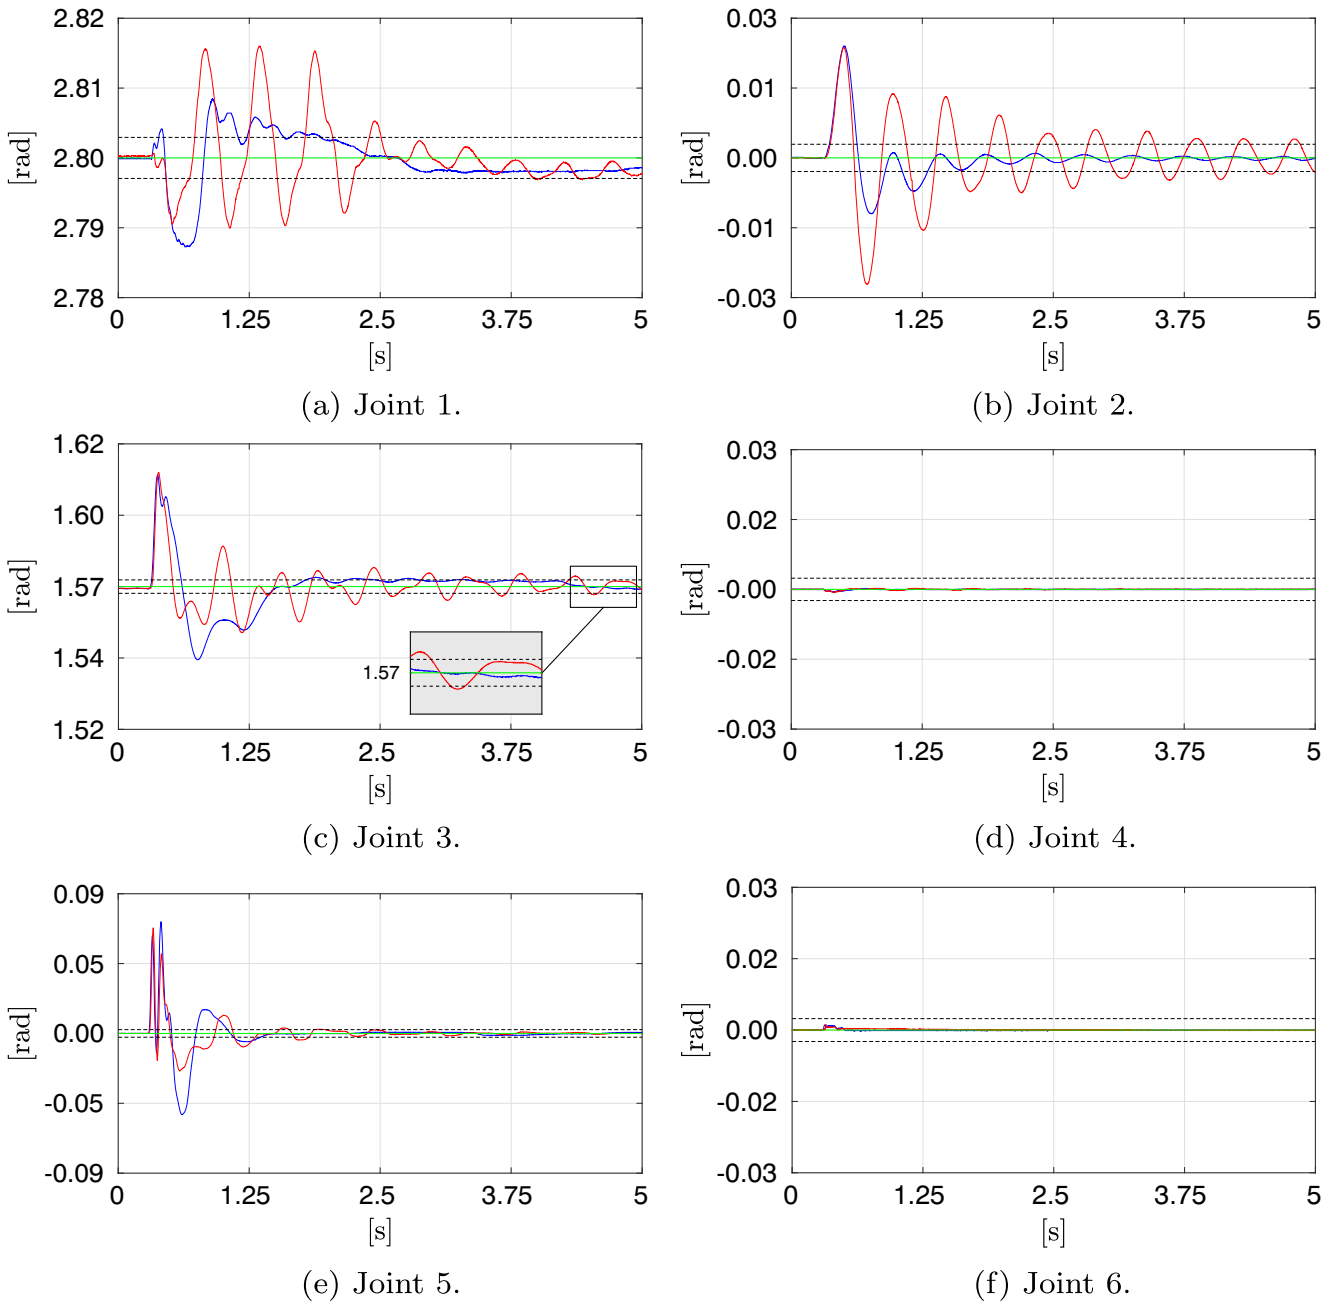 2.82
2.81
2.80
2.79
2.78
[rad]
0 1.25 2.5 3.75 5
[s]
(a) Joint 1.
0.03
0.01
0.00
-0.01
-0.03
[rad]
0 1.25 2.5 3.75 5
[s]
(b) Joint 2.
1.62
1.60
1.57
1.54
1.52
[rad]
1.57
0 1.25 2.5 3.75 5
[s]
(c) Joint 3.
0.03
0.02
-0.00
-0.02
-0.03
[rad]
0 1.25 2.5 3.75 5
[s]
(d) Joint 4.
0.09
0.05
0.00
-0.05
-0.09
[rad]
0 1.25 2.5 3.75 5
[s]
(e) Joint 5.
0.03
0.02
0.00
-0.02
-0.03
[rad]
0 1.25 2.5 3.75 5
[s]
(f) Joint 6.